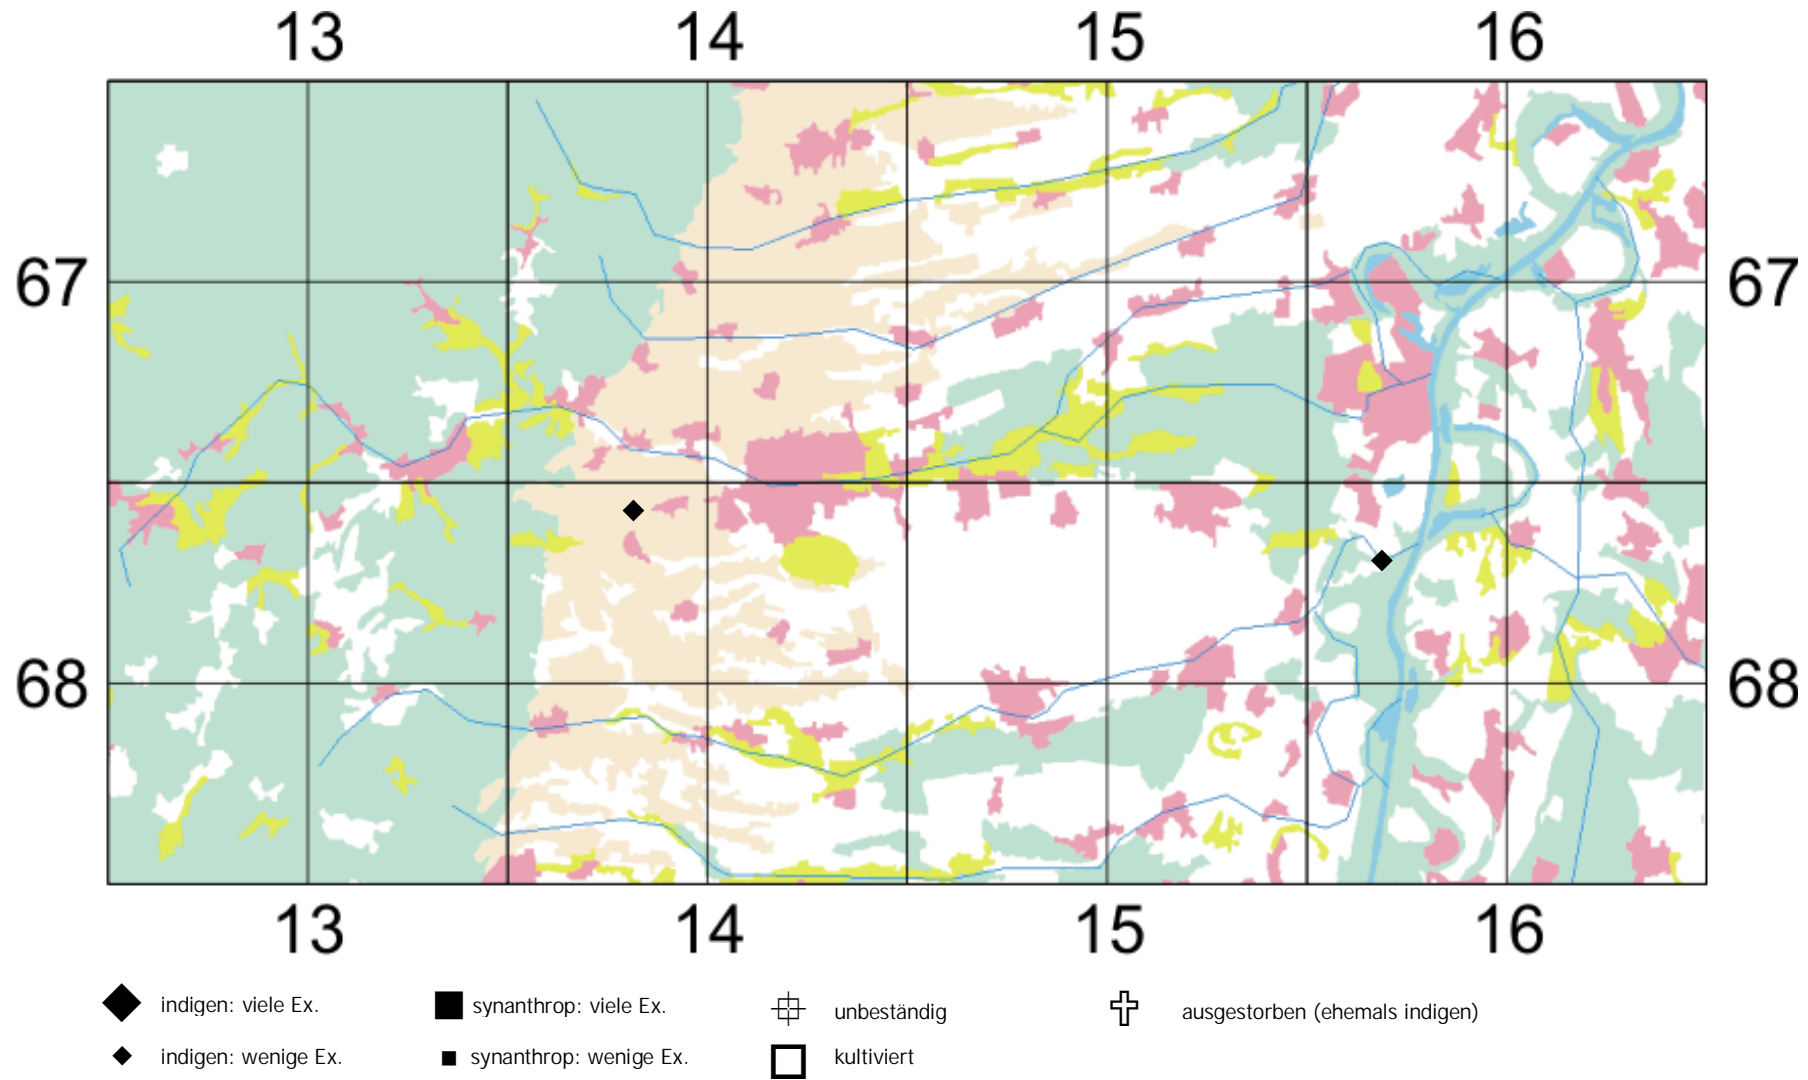 13 14 15 16
67 67
68 68
13 14 15 16
indigen: viele Ex. synanthrop: viele Ex. unbeständig ausgestorben (ehemals indigen)
indigen: wenige Ex. synanthrop: wenige Ex. kultiviert